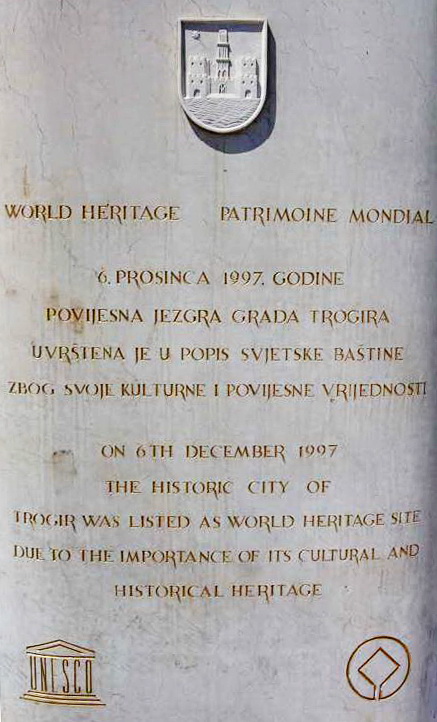 WORLD HERITAGE PATRIMOINE MONDIAL
6. PROSINCA 1997. GODINE
POVIJESNA JEZGRA GRADA TROGIRA
UVRŠTENA JE U POPIS SVJETSKE BAŠTINE
ZBOG SVOJE KULTURNE I POVIJESNE VRIJEDNOSTI
ON 6TH DECEMBER 1997
THE HISTORIC CITY OF
TROGIR WAS LISTED AS WORLD HERITAGE SITE
DUE TO THE IMPORTANCE OF ITS CULTURAL AND
HISTORICAL HERITAGE
UNESCO